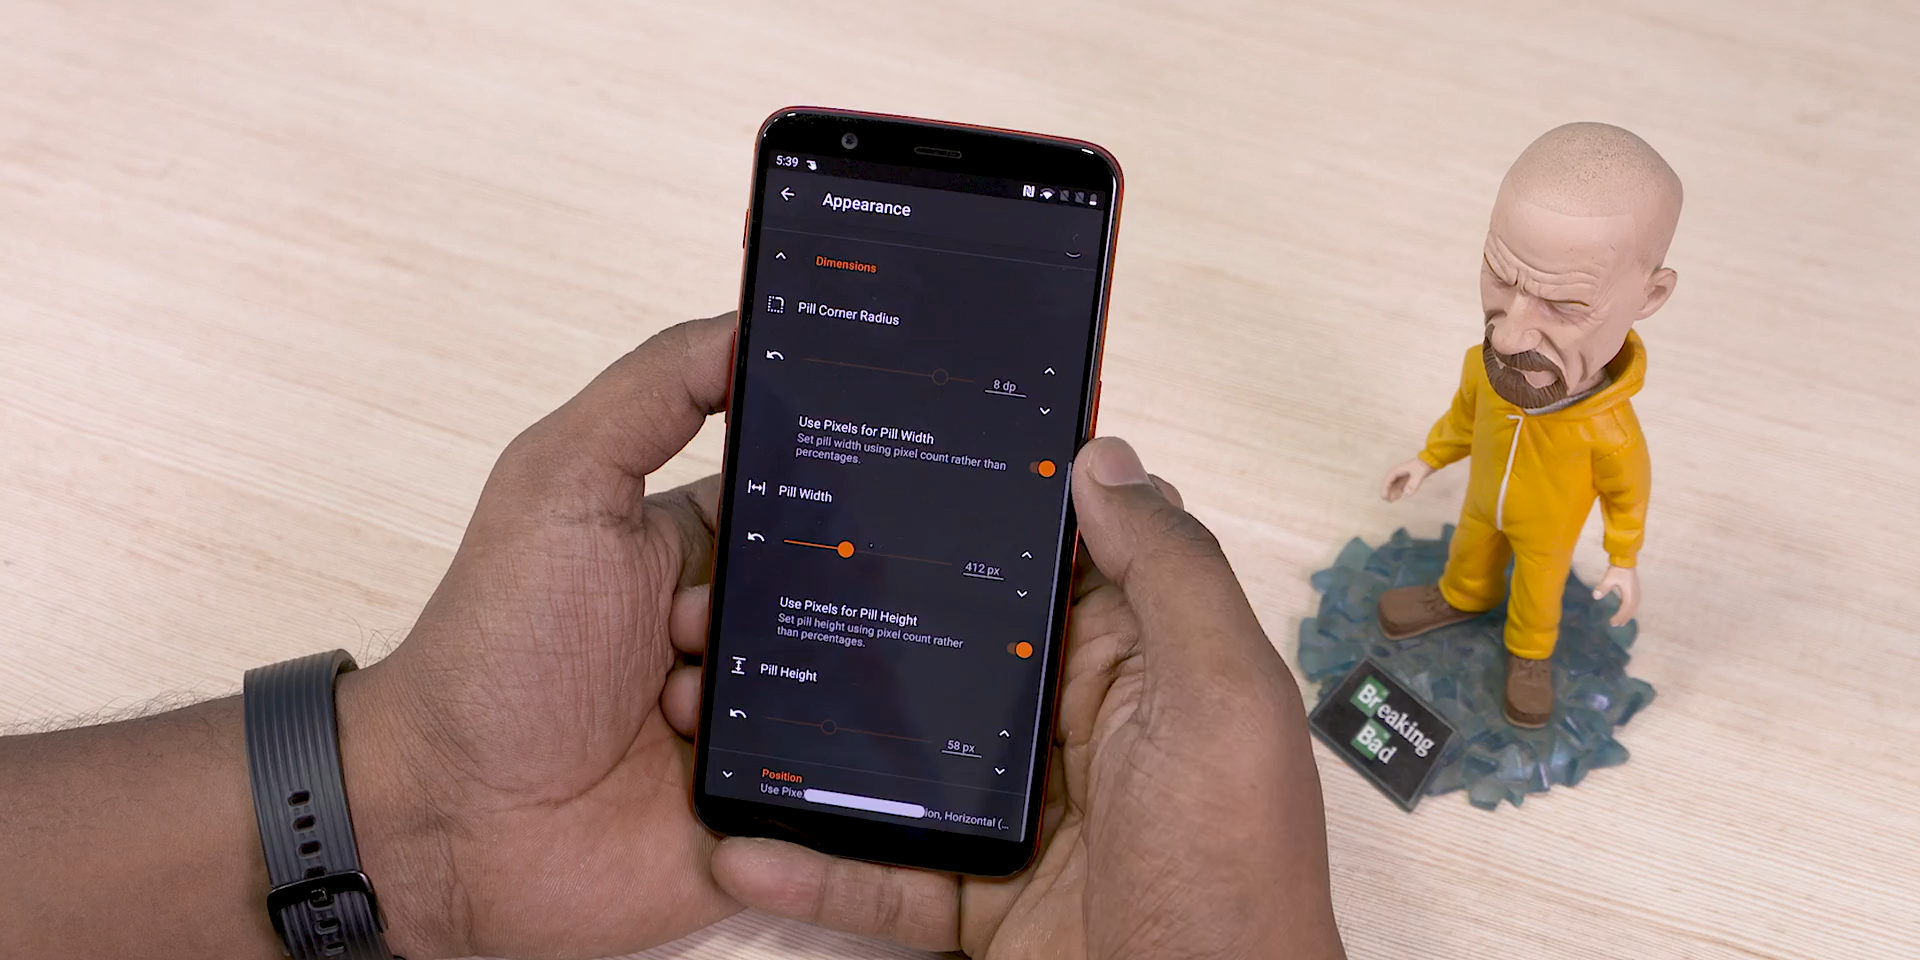 5:39
Appearance
Dimensions
Pill Corner Radius
8 dp
Use Pixels for Pill Width
Set pill width using pixel count rather than
percentages.
Pill Width
412 px
Use Pixels for Pill Height
Set pill height using pixel count rather
than percentages.
Pill Height
58 px
Position
Use Pixe ion, Horizontal (...
Breaking
Bad